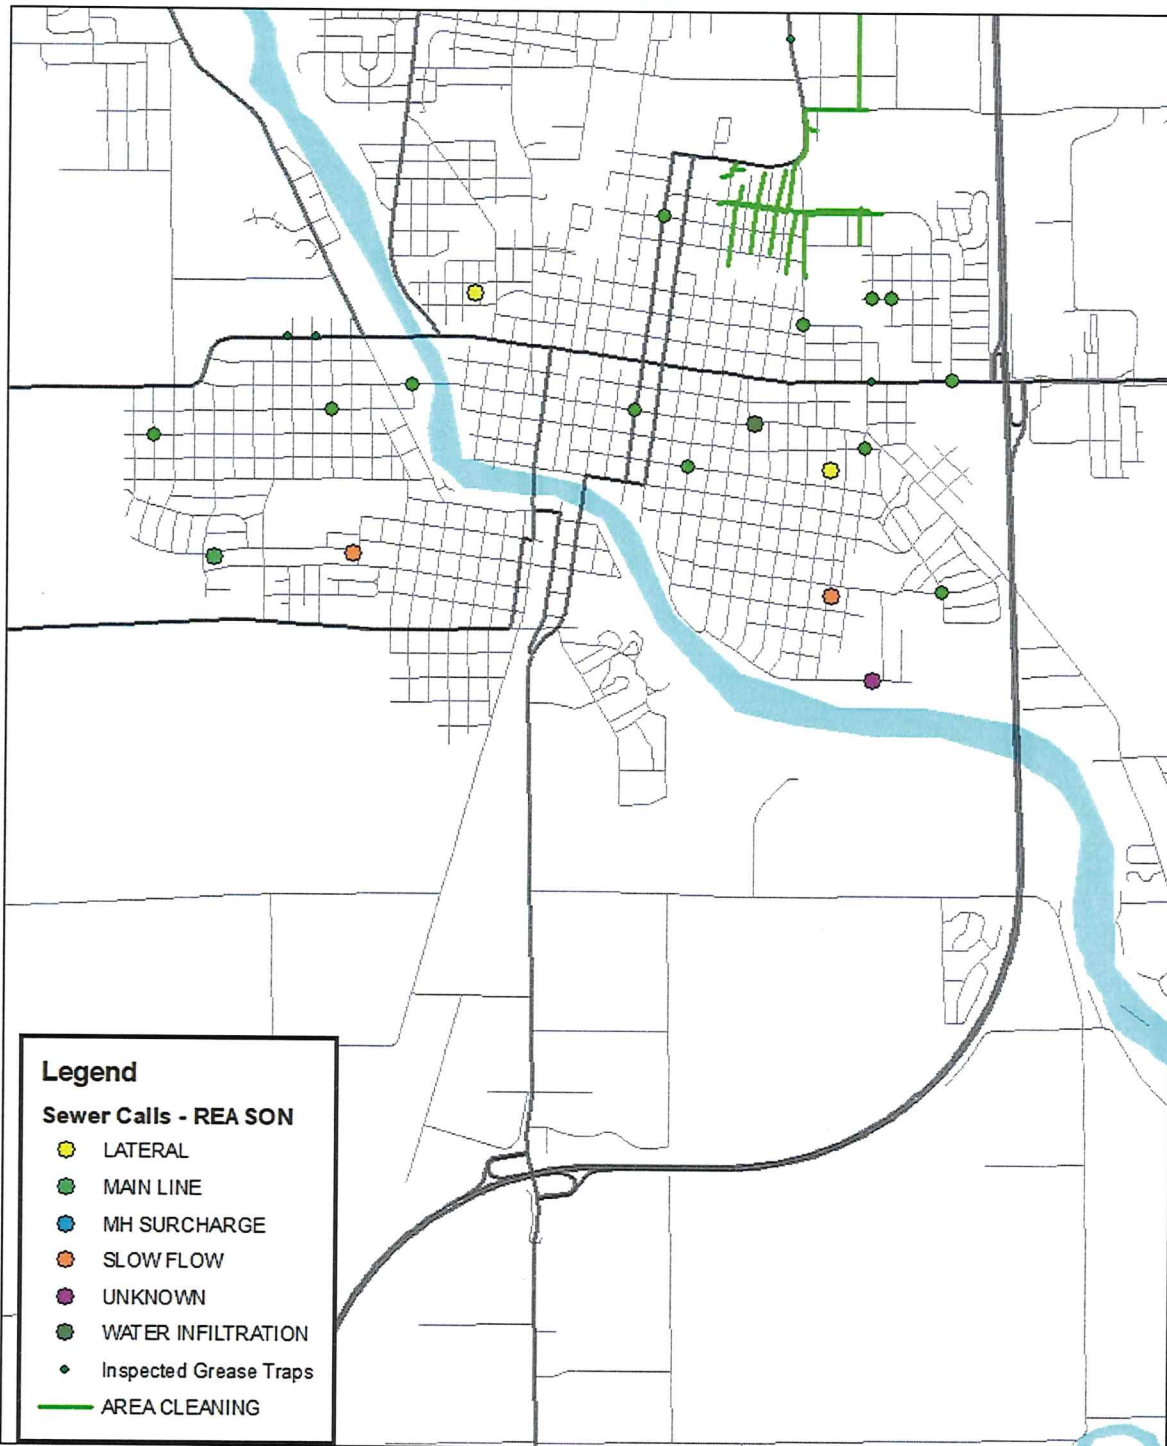 Legend
Sewer Calls - REA SON
LATERAL
MAIN LINE
MH SURCHARGE
SLOW FLOW
UNKNOWN
WATER INFILTRATION
Inspected Grease Traps
AREA CLEANING